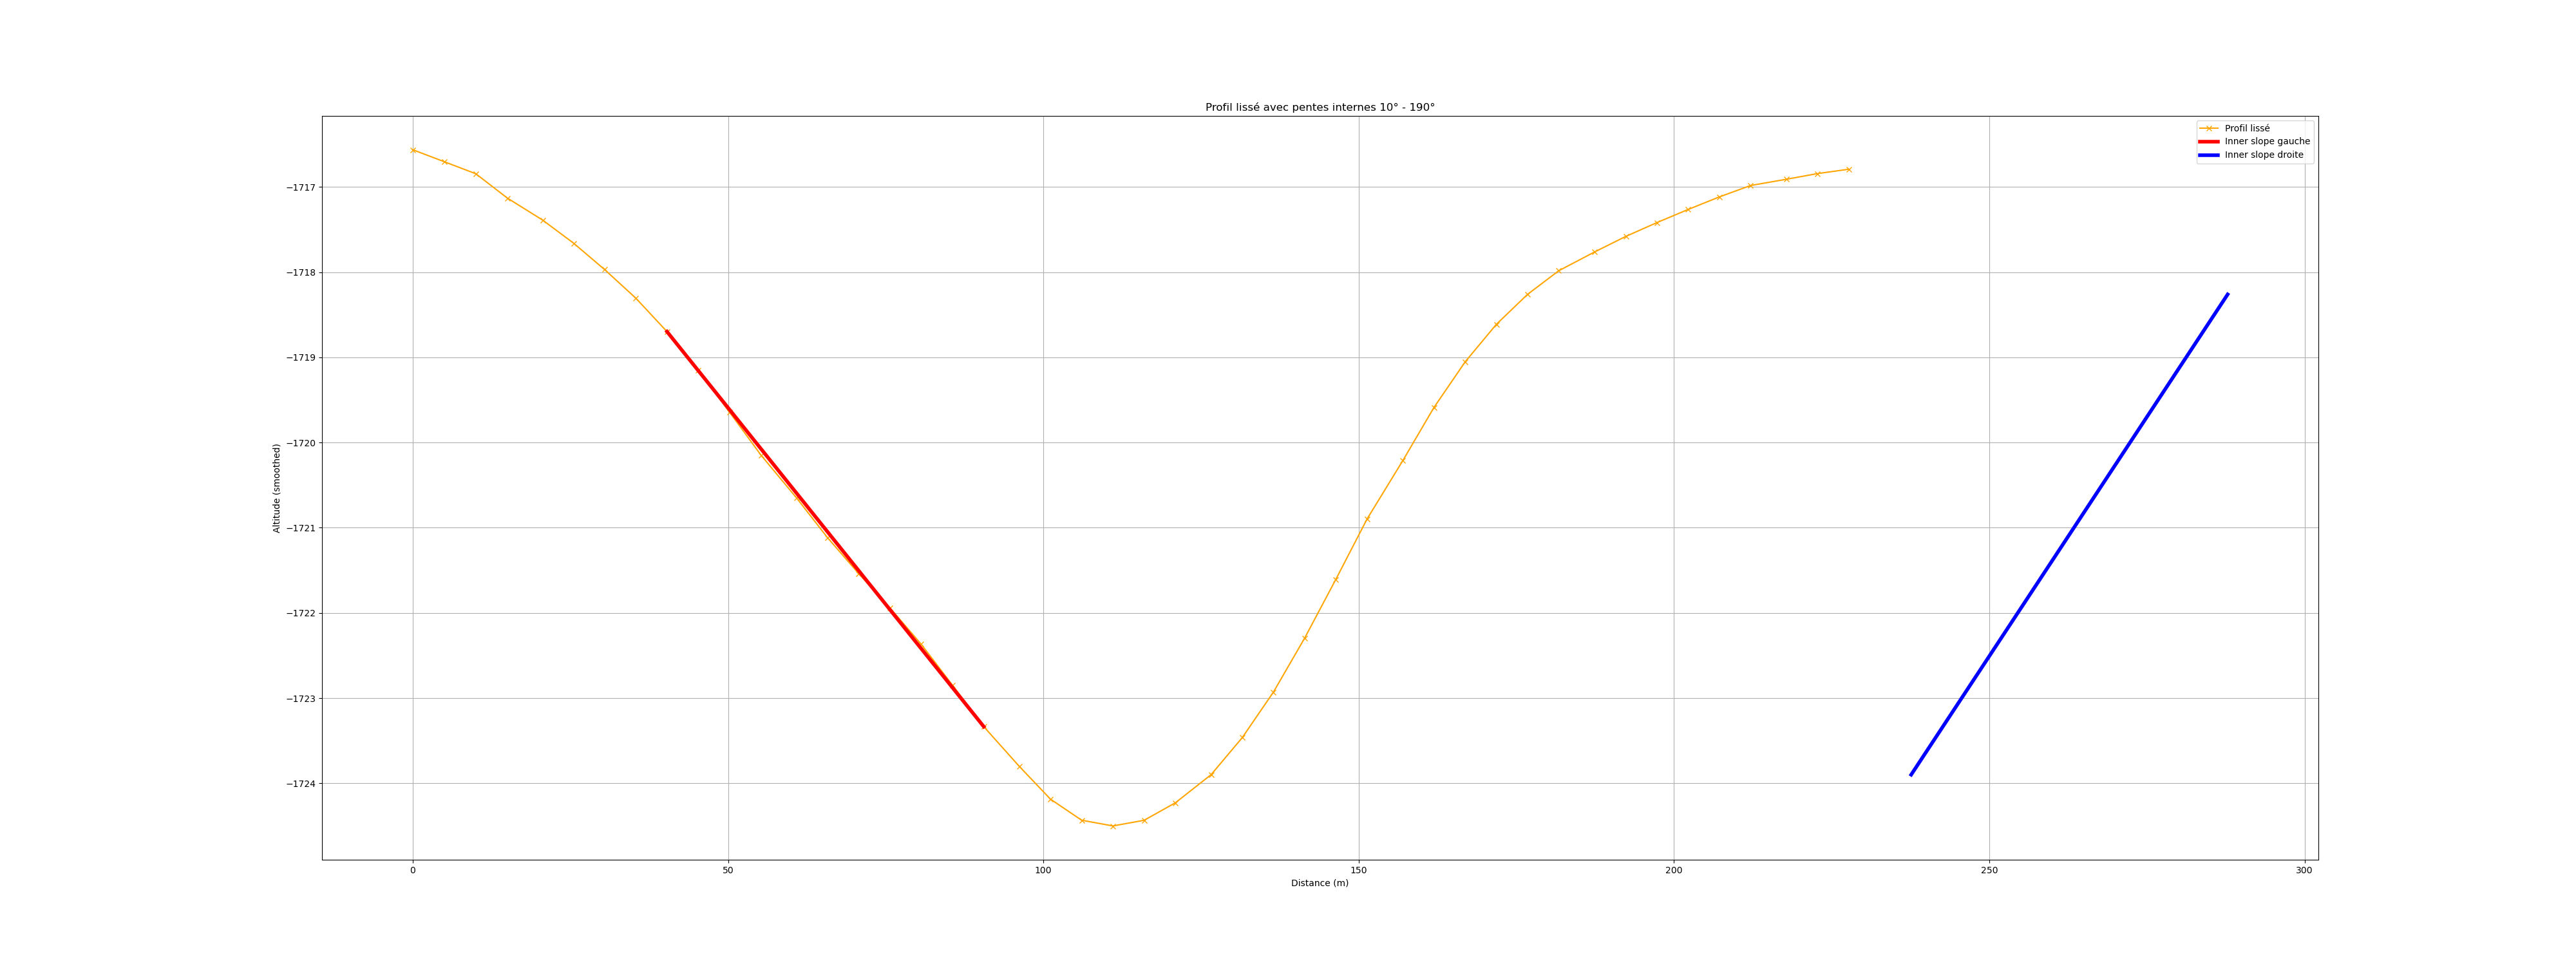 Profil lissé avec pentes internes 10° - 190°
Profil lissé
Inner slope gauche
Inner slope droite
Altitude (smoothed)
−1717
−1718
−1719
−1720
−1721
−1722
−1723
−1724
0 50 100 150 200 250 300
Distance (m)